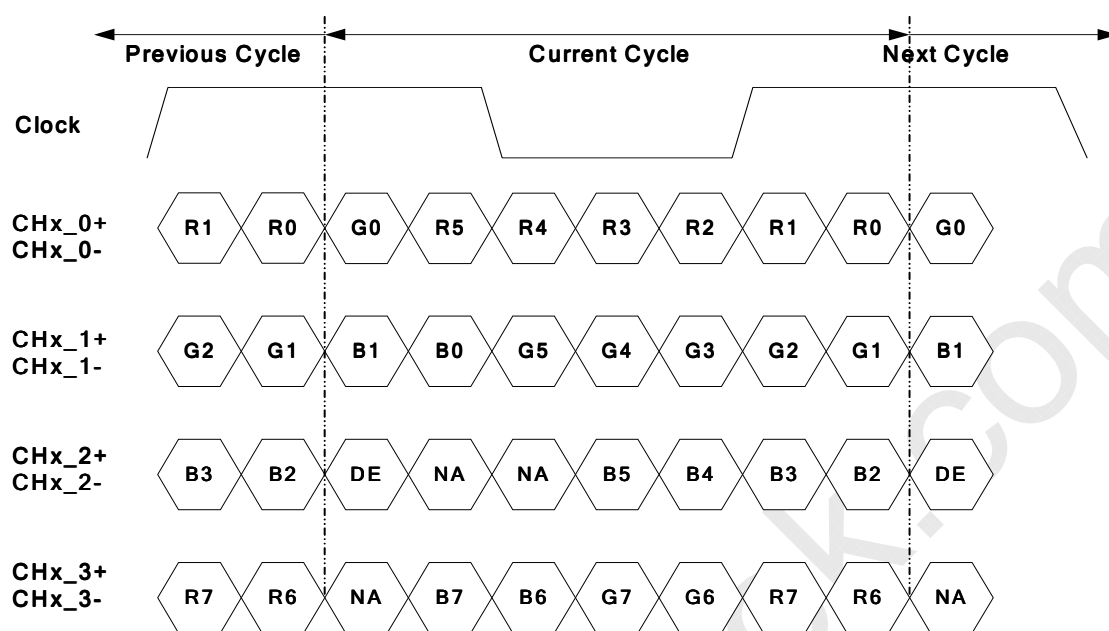 Previous Cycle Current Cycle Next Cycle
Clock
CHx_0+
CHx_0-
R1 R0 G0 R5 R4 R3 R2 R1 R0 G0
CHx_1+
CHx_1-
G2 G1 B1 B0 G5 G4 G3 G2 G1 B1
CHx_2+
CHx_2-
B3 B2 DE NA NA B5 B4 B3 B2 DE
CHx_3+
CHx_3-
R7 R6 NA B7 B6 G7 G6 R7 R6 NA
k.com